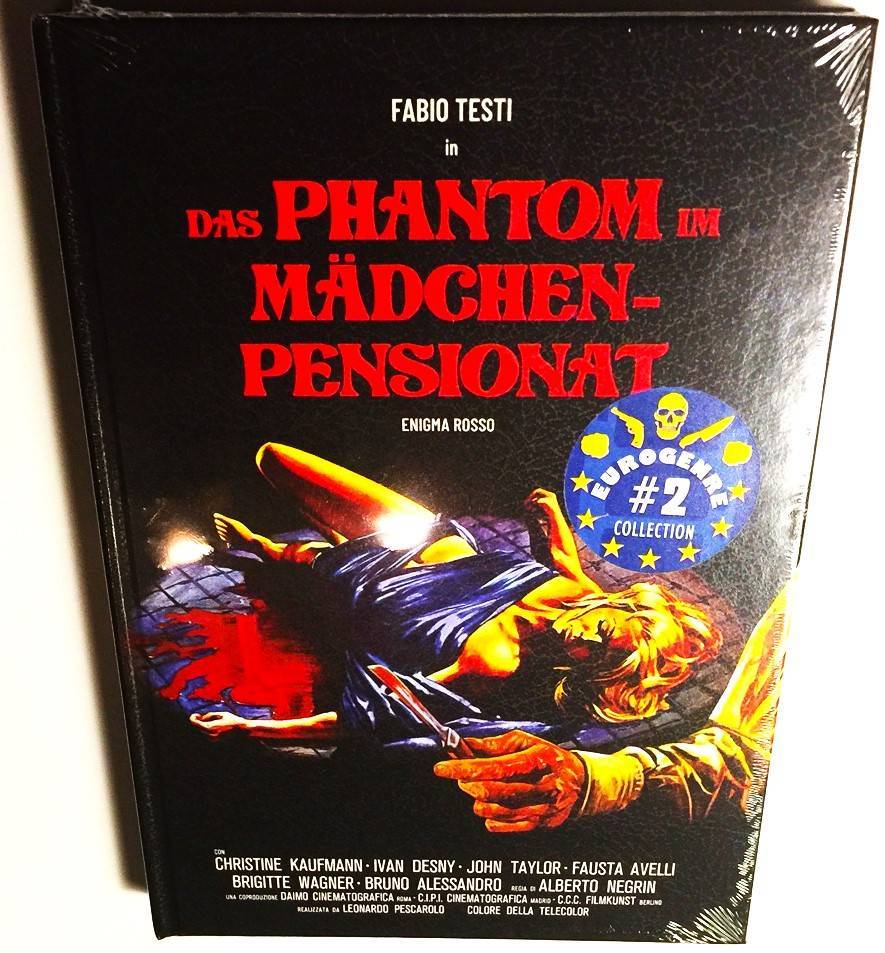 FABIO TESTI
in
DAS PHANTOM IM
MÄDCHEN-
PENSIONAT
ENIGMA ROSSO
EUROGENRE
#2
COLLECTION
CON
CHRISTINE KAUFMANN · IVAN DESNY · JOHN TAYLOR · FAUSTA AVELLI
BRIGITTE WAGNER · BRUNO ALESSANDRO REGIA DI ALBERTO NEGRIN
UNA COPRODUZIONE DAIMO CINEMATOGRAFICA ROMA · C.I.P.I. CINEMATOGRAFICA MADRID · C.C.C. FILMKUNST BERLINO
REALIZZATA DA LEONARDO PESCAROLO COLORE DELLA TELECOLOR